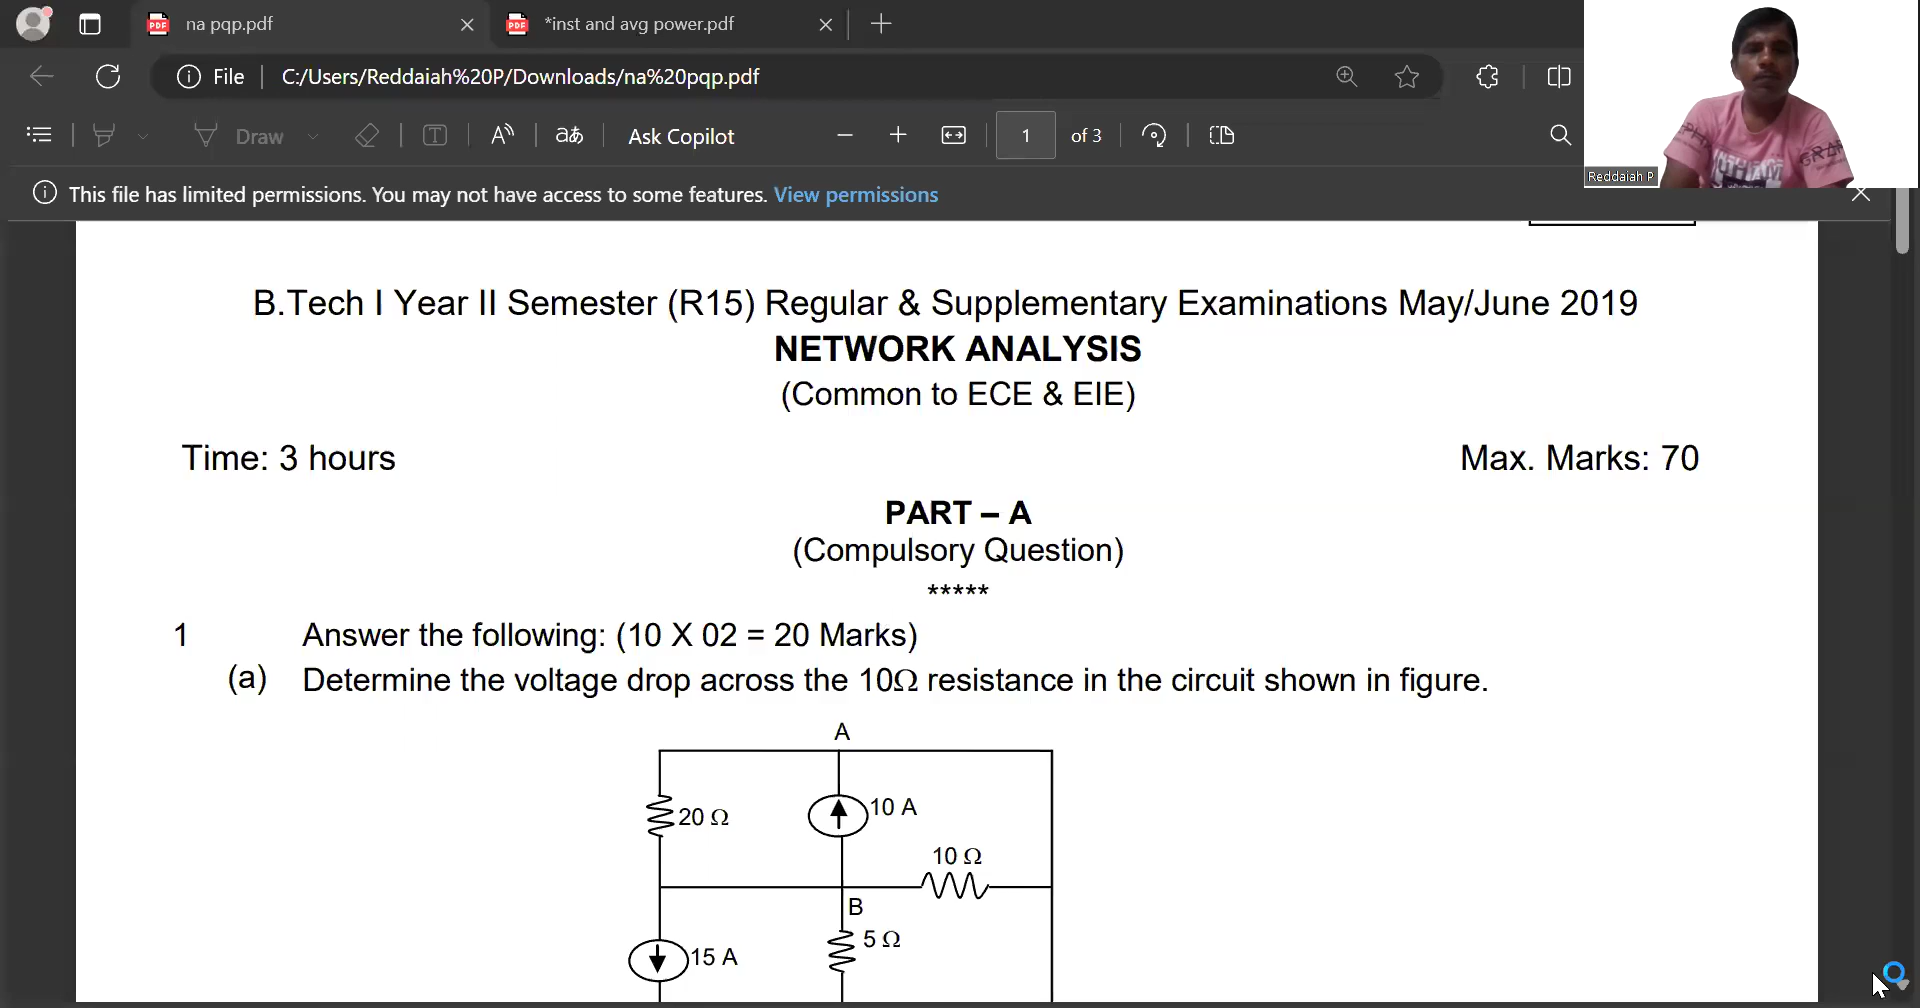 na pqp.pdf
*inst and avg power.pdf
File
C:/Users/Reddaiah%20P/Downloads/na%20pqp.pdf
Draw
Ask Copilot
1
of 3
Reddaiah P
This file has limited permissions. You may not have access to some features. View permissions
B.Tech I Year II Semester (R15) Regular & Supplementary Examinations May/June 2019
NETWORK ANALYSIS
(Common to ECE & EIE)
Time: 3 hours
Max. Marks: 70
PART – A
(Compulsory Question)
*****
1 Answer the following: (10 X 02 = 20 Marks)
(a) Determine the voltage drop across the 10Ω resistance in the circuit shown in figure.
A
20 Ω
10 A
10 Ω
B
5 Ω
15 A